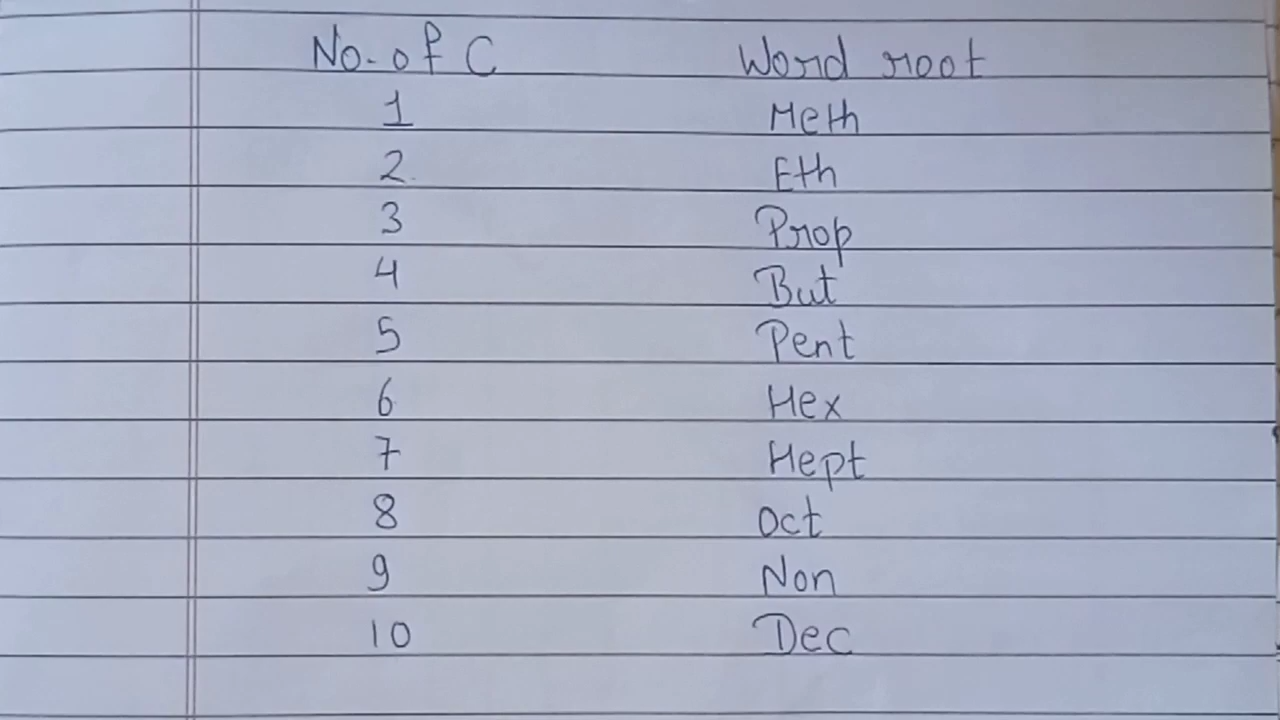 No. of C Word root
1 Meth
2 Eth
3 Prop
4 But
5 Pent
6 Hex
7 Hept
8 Oct
9 Non
10 Dec